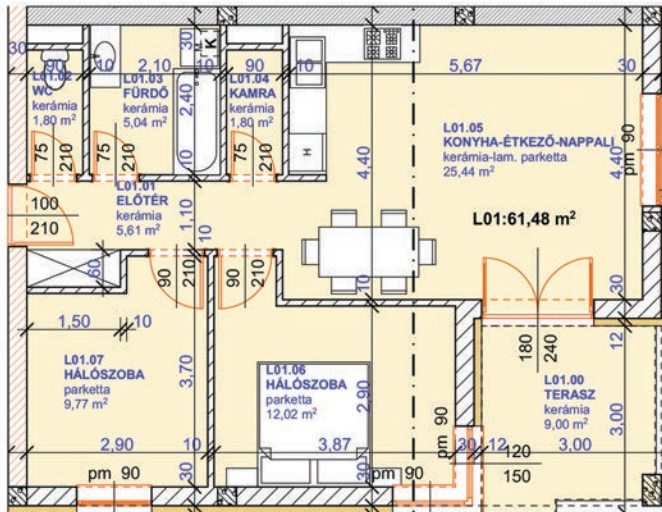 30
90
10
2,10
10
90
10
5,67
30
30
K
L01.02
WC
kerámia
1,80 m²
L01.03
FÜRDŐ
kerámia
5,04 m²
2,40
L01.04
KAMRA
kerámia
1,80 m²
L01.05
KONYHA-ÉTKEZŐ-NAPPALI
kerámia-lam. parketta
25,44 m²
pm 90
4,40
4,40
75
210
75
210
10
75
210
H
L01.01
ELŐTÉR
kerámia
5,61 m²
100
210
1,10
10
L01:61,48 m²
60
90
210
90
210
10
30
1,50
10
180
240
12
L01.07
HÁLÓSZOBA
parketta
9,77 m²
3,70
L01.06
HÁLÓSZOBA
parketta
12,02 m²
2,90
L01.00
TERASZ
kerámia
9,00 m²
3,00
pm 90
2,90
10
3,87
30
12
3,00
120
150
pm 90
30
30
pm 90